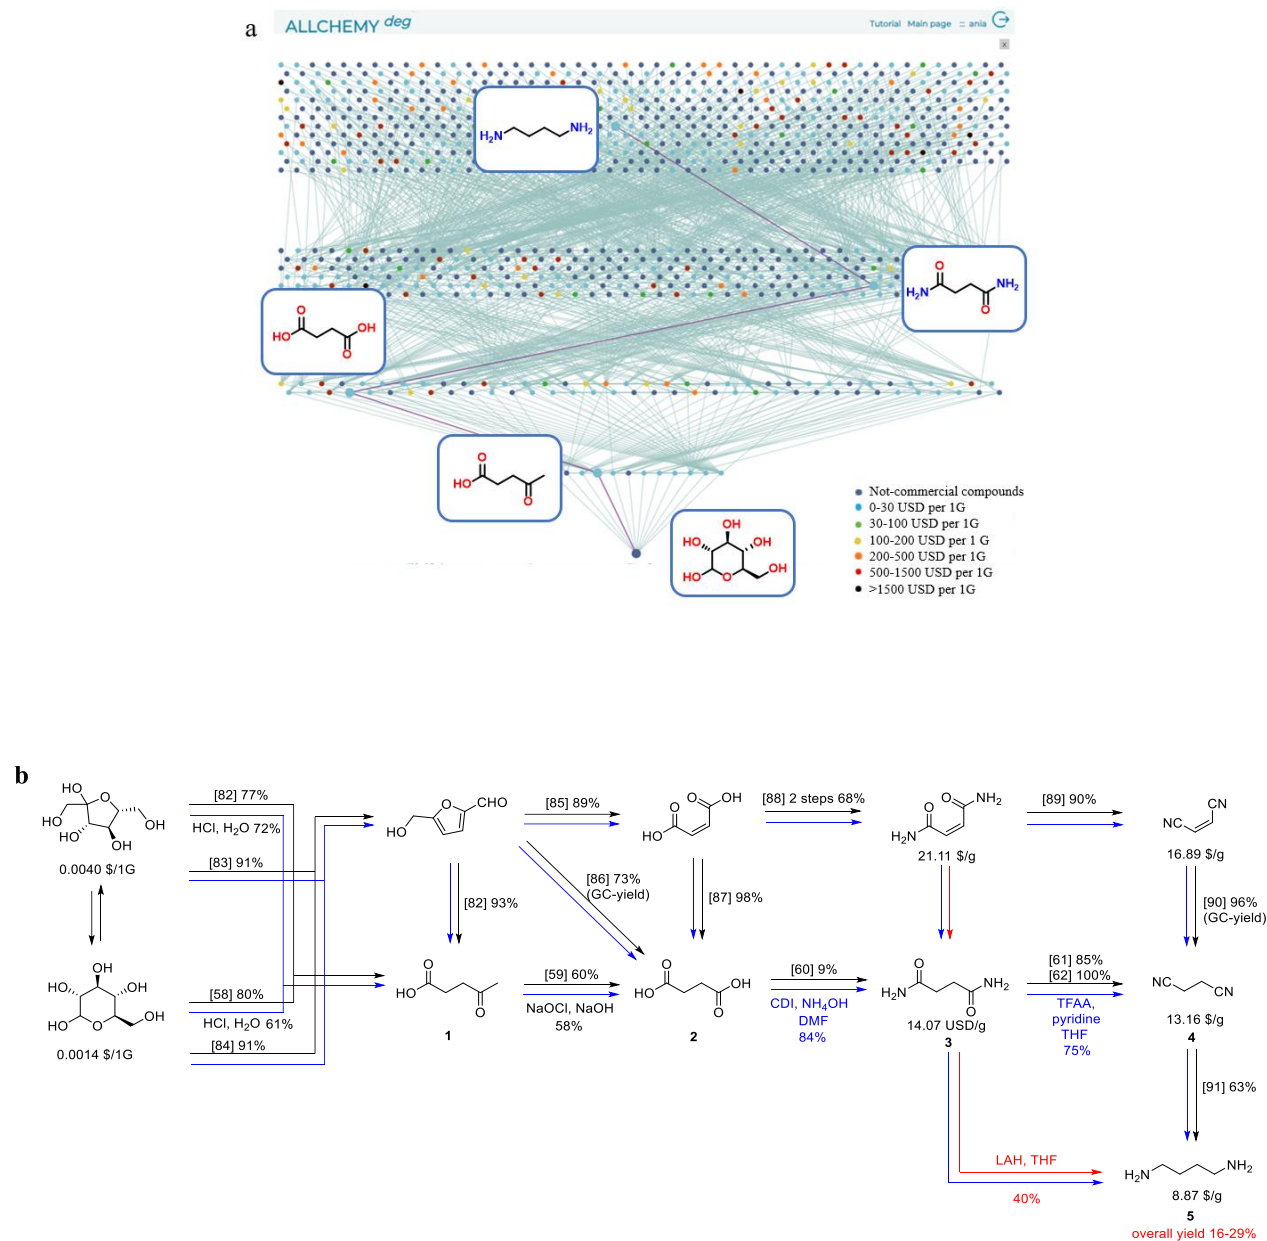 a
ALLCHEMY deg
Tutorial Main page :: ania
x
H₂N NH₂
O
H₂N NH₂
O
O
HO OH
O
O
HO
O
OH
HO OH
HO O OH
Not-commercial compounds
0-30 USD per 1G
30-100 USD per 1G
100-200 USD per 1 G
200-500 USD per 1G
500-1500 USD per 1G
>1500 USD per 1G
b
HO O
HO OH
HO OH
0.0040 $/1G
[82] 77%
HCl, H₂O 72%
[83] 91%
O CHO
HO
[85] 89%
[86] 73%
(GC-yield)
[82] 93%
O OH
O
HO
[87] 98%
[88] 2 steps 68%
O NH₂
O
H₂N
21.11 $/g
[89] 90%
CN
NC
16.89 $/g
[90] 96%
(GC-yield)
OH
HO OH
HO O OH
0.0014 $/1G
[58] 80%
HCl, H₂O 61%
[84] 91%
O
HO
O
1
[59] 60%
NaOCl, NaOH
58%
O
HO OH
O
2
[60] 9%
CDI, NH₄OH
DMF
84%
O
H₂N NH₂
O
14.07 USD/g
3
[61] 85%
[62] 100%
TFAA,
pyridine
THF
75%
NC
CN
13.16 $/g
4
[91] 63%
LAH, THF
40%
H₂N NH₂
8.87 $/g
5
overall yield 16-29%